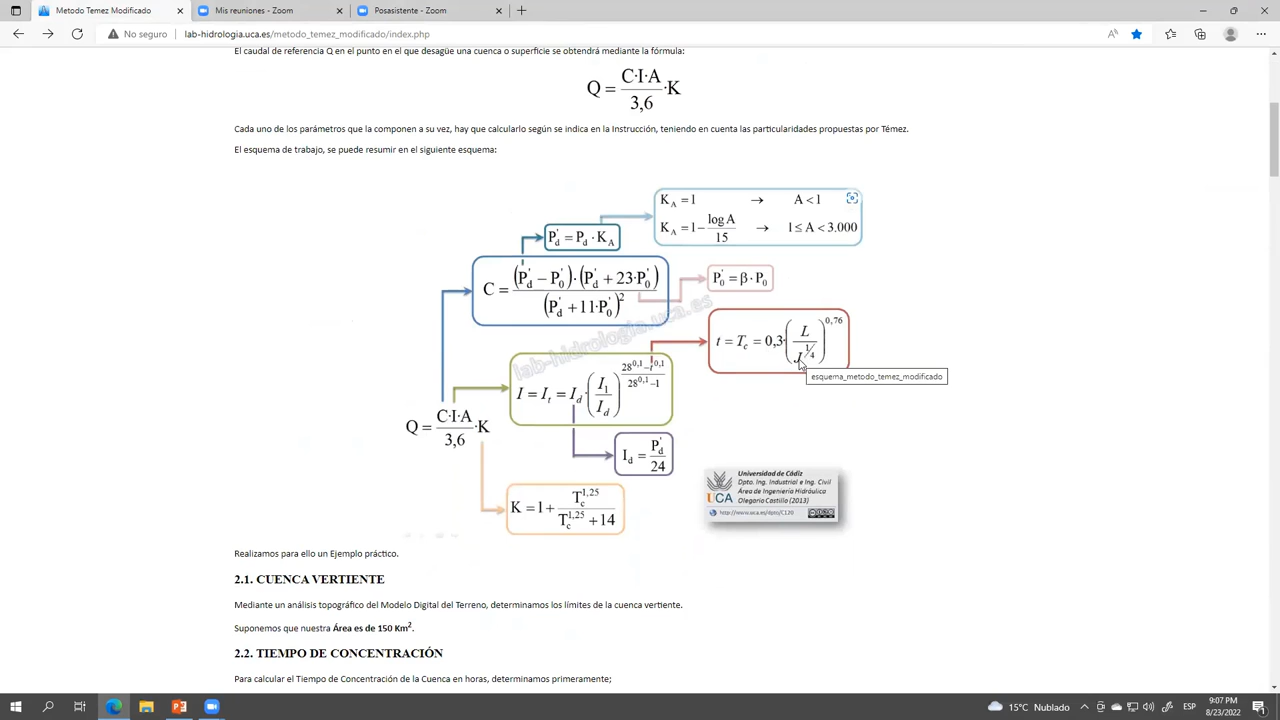 Metodo Temez Modificado
Mis reuniones - Zoom
Posasistente - Zoom
No seguro
lab-hidrologia.uca.es/metodo_temez_modificado/index.php
El caudal de referencia Q en el punto en el que desagüe una cuenca o superficie se obtendrá mediante la fórmula:
Q = C·I·A / 3,6 ·K
Cada uno de los parámetros que la componen a su vez, hay que calcularlo según se indica en la Instrucción, teniendo en cuenta las particularidades propuestas por Témez.
El esquema de trabajo, se puede resumir en el siguiente esquema:
K_A = 1 → A < 1
K_A = 1 − log A / 15 → 1 ≤ A < 3.000
P'_d = P_d · K_A
C = (P'_d − P'_0)·(P'_d + 23·P'_0) / (P'_d + 11·P'_0)^2
P'_0 = β · P_0
lab-hidrologia.uca.es
t = T_c = 0,3·(L / J^(1/4))^0,76
esquema_metodo_temez_modificado
I = I_t = I_d·(I_1 / I_d)^((28^0,1 − t^0,1) / (28^0,1 − 1))
Q = C·I·A / 3,6 ·K
I_d = P'_d / 24
K = 1 + T_c^1,25 / (T_c^1,25 + 14)
UCA
Universidad de Cádiz
Dpto. Ing. Industrial e Ing. Civil
Área de Ingeniería Hidráulica
Olegario Castillo (2013)
Realizamos para ello un Ejemplo práctico.
2.1. CUENCA VERTIENTE
Mediante un análisis topográfico del Modelo Digital del Terreno, determinamos los límites de la cuenca vertiente.
Suponemos que nuestra Área es de 150 Km².
2.2. TIEMPO DE CONCENTRACIÓN
Para calcular el Tiempo de Concentración de la Cuenca en horas, determinamos primeramente;
15°C Nublado
ESP
9:07 PM
8/23/2022